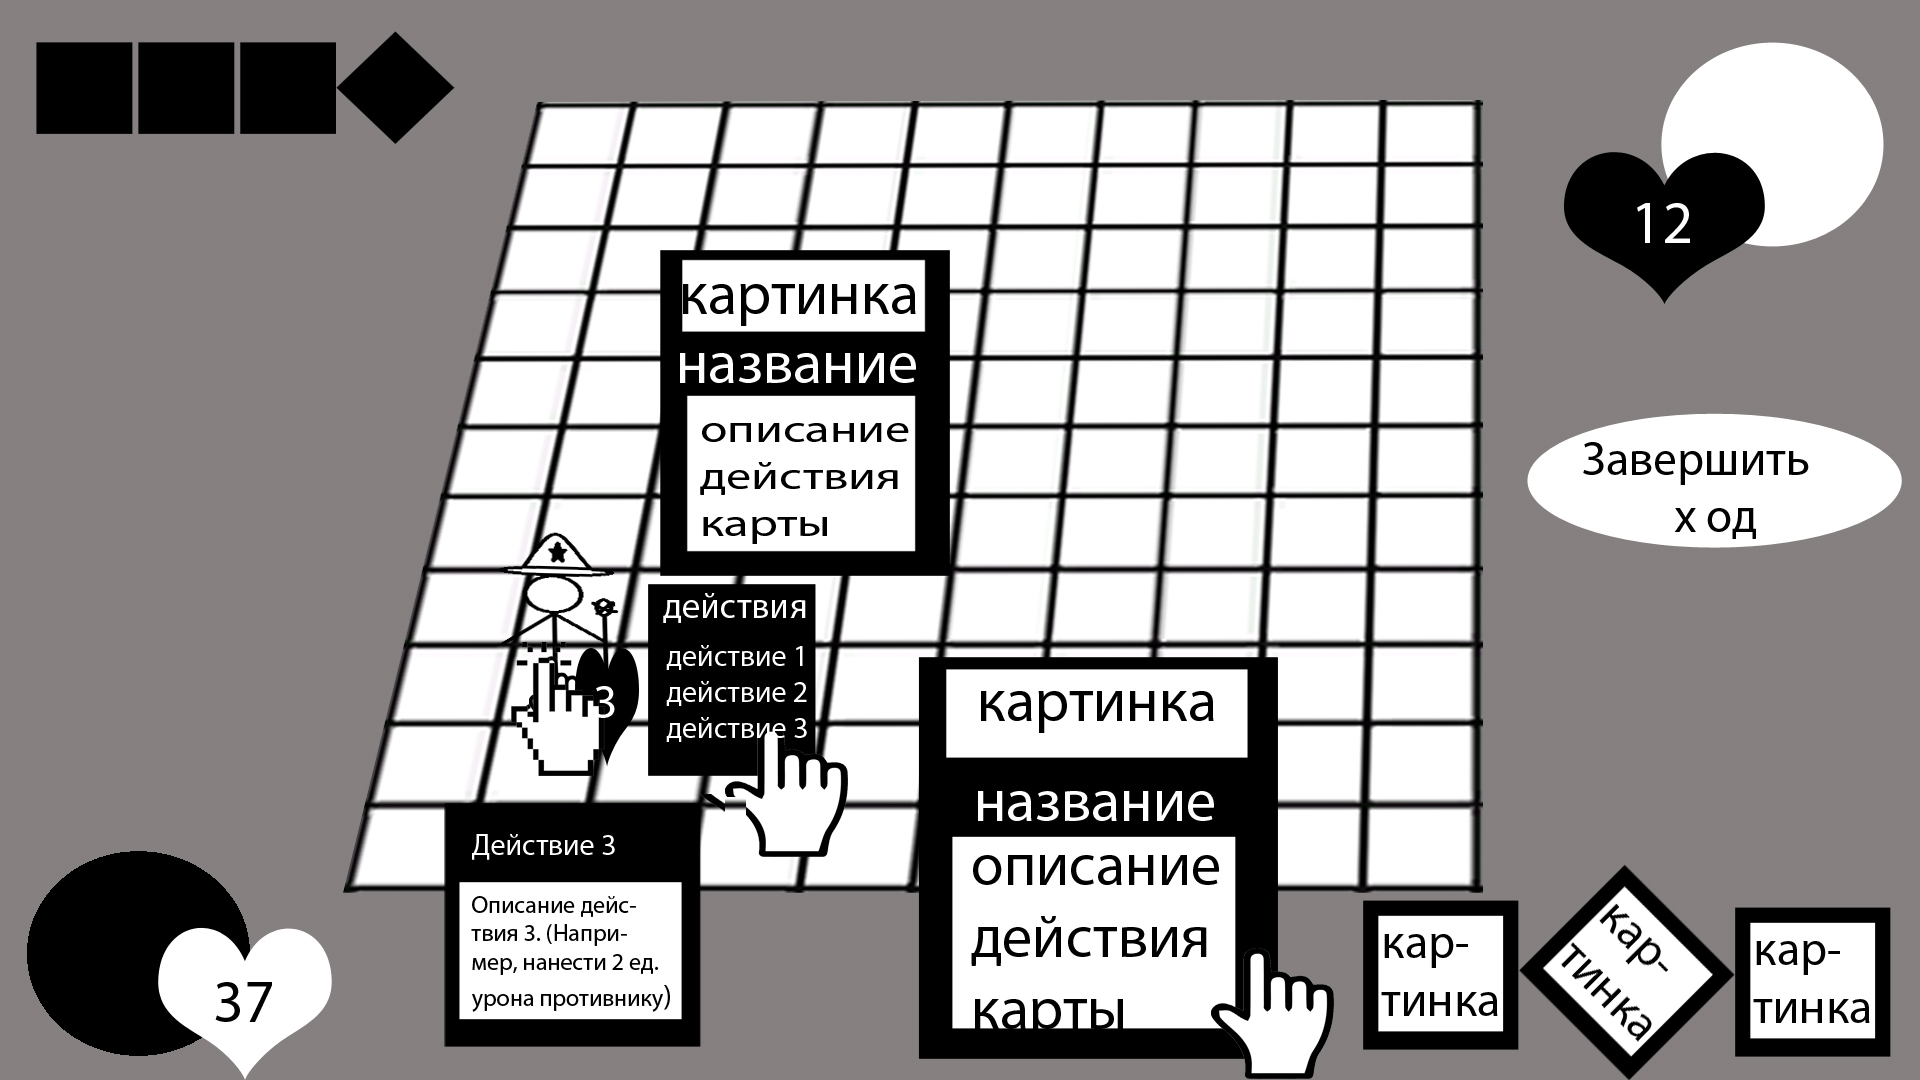 12
картинка
название
описание
действия
карты
Завершить
х од
действия
действие 1
действие 2
действие 3
3
картинка
название
описание
действия
карты
Действие 3
Описание дейс-
твия 3. (Напри-
мер, нанести 2 ед.
урона противнику)
37
кар-
тинка
кар-
тинка
кар-
тинка